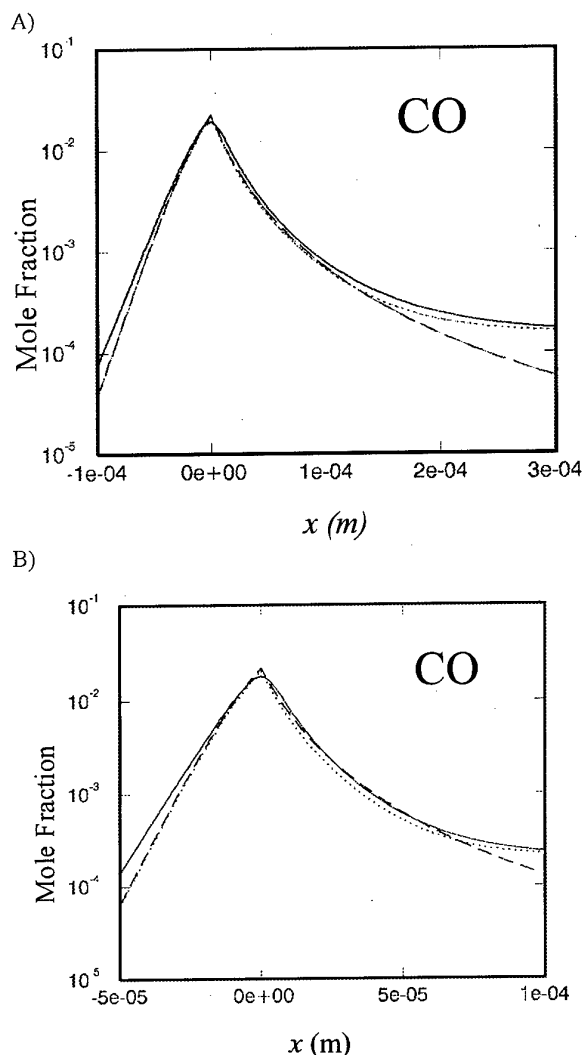 A)
10⁻¹
CO
10⁻²
Mole Fraction
10⁻³
10⁻⁴
10⁻⁵
-1e-04 0e+00 1e-04 2e-04 3e-04
x (m)
B)
10⁻¹
CO
10⁻²
Mole Fraction
10⁻³
10⁻⁴
10⁻⁵
-5e-05 0e+00 5e-05 1e-04
x (m)